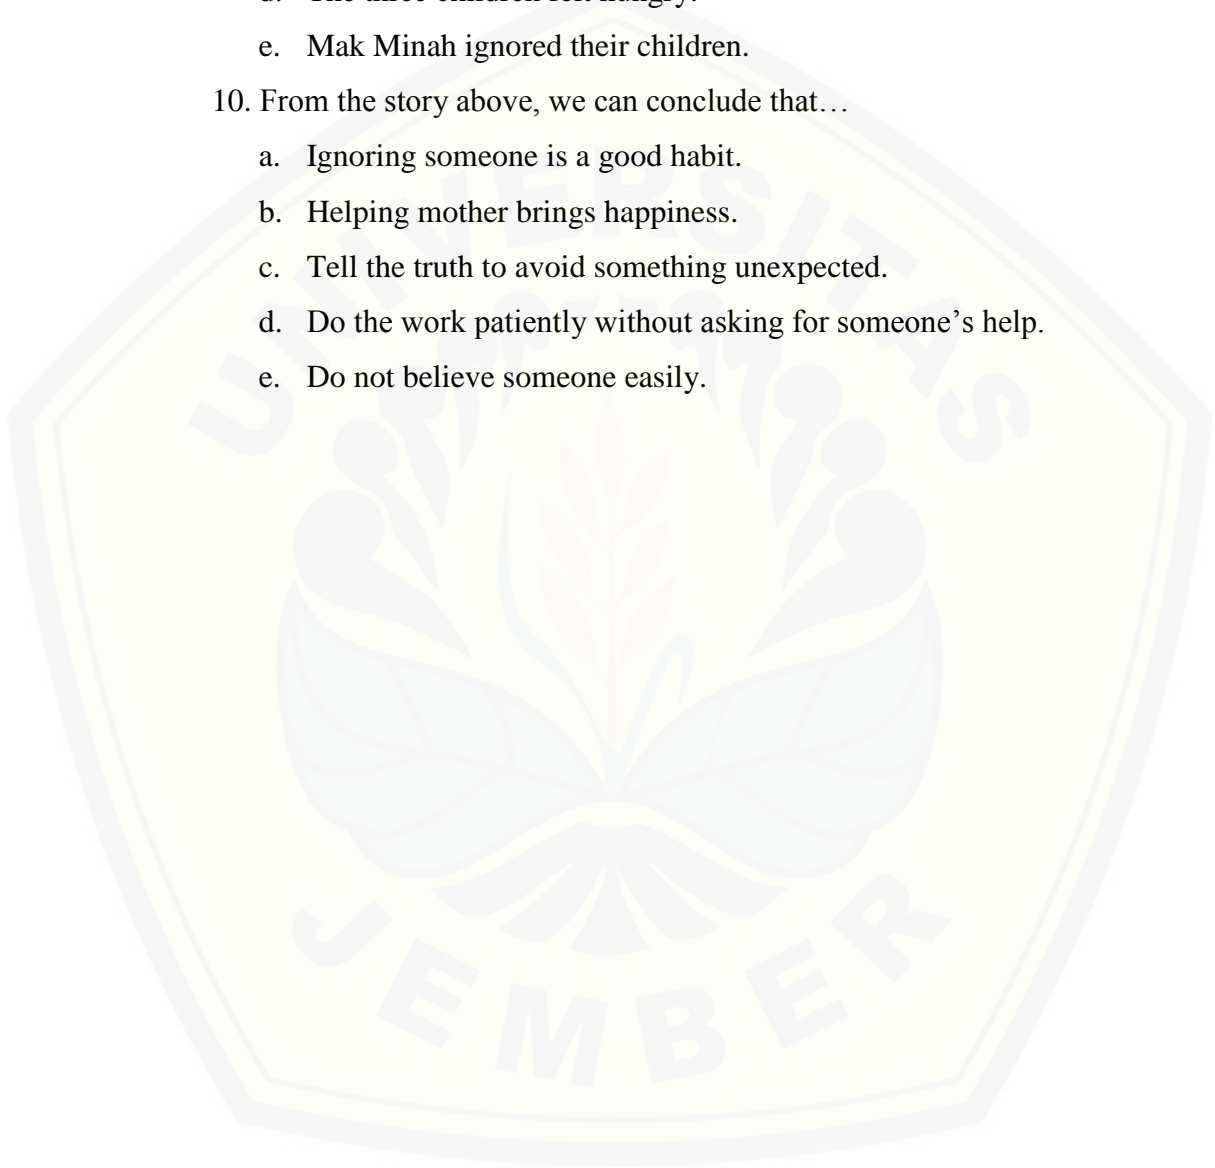 e. Mak Minah ignored their children.
10. From the story above, we can conclude that…
a. Ignoring someone is a good habit.
b. Helping mother brings happiness.
c. Tell the truth to avoid something unexpected.
d. Do the work patiently without asking for someone’s help.
e. Do not believe someone easily.
UNIVERSITAS
JEMBER